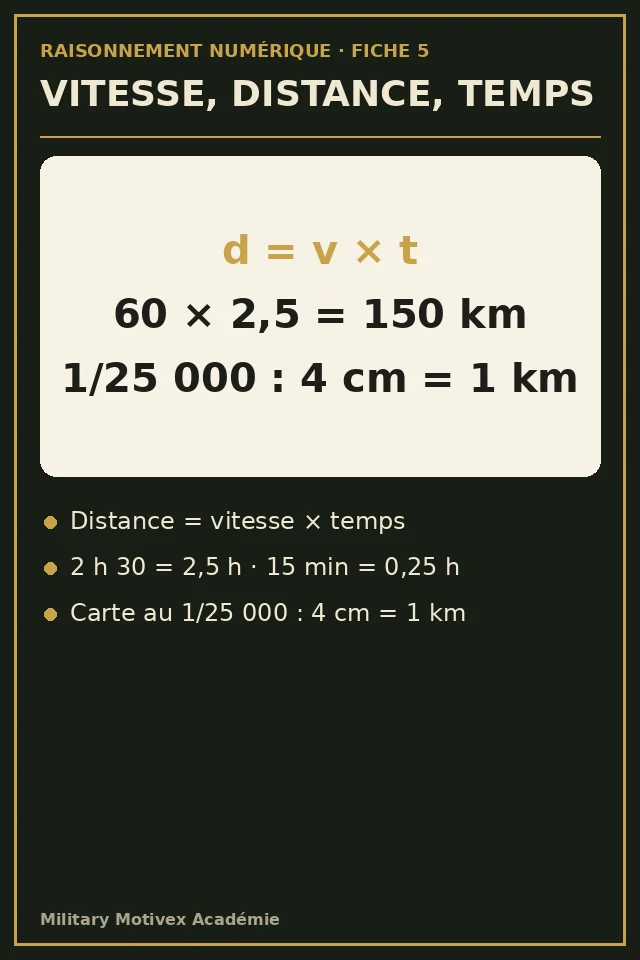 RAISONNEMENT NUMÉRIQUE · FICHE 5
VITESSE, DISTANCE, TEMPS
d = v × t
60 × 2,5 = 150 km
1/25 000 : 4 cm = 1 km
Distance = vitesse × temps
2 h 30 = 2,5 h · 15 min = 0,25 h
Carte au 1/25 000 : 4 cm = 1 km
Military Motivex Académie